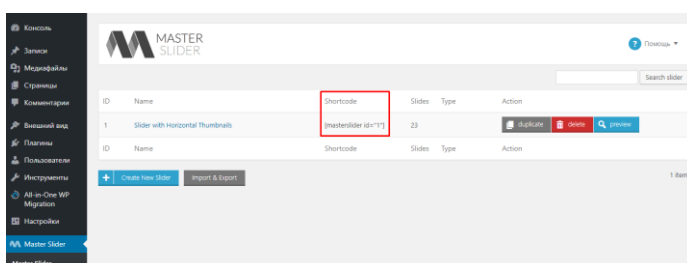 Консоль
Записи
Медиафайлы
Страницы
Комментарии
Внешний вид
Плагины
Пользователи
Инструменты
All-in-One WP
Migration
Настройки
Master Slider
Master Slider
MASTER
SLIDER
? Помощь
Search slider
ID Name Shortcode Slides Type Action
1 Slider with Horizontal Thumbnails [masterslider id="1"] 23 duplicate delete preview
ID Name Shortcode Slides Type Action
+ Create New Slider Import & Export 1 item